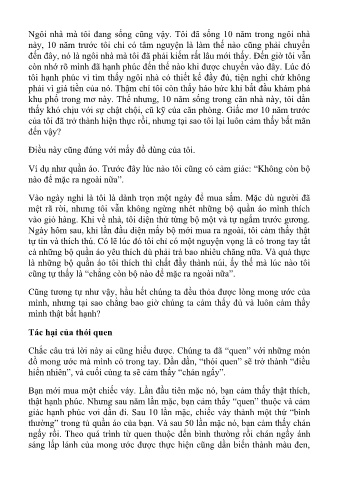 Ngôi nhà mà tôi đang sống cũng vậy. Tôi đã sống 10 năm trong ngôi nhà
này, 10 năm trước tôi chỉ có tâm nguyện là làm thế nào cũng phải chuyển
đến đây, nó là ngôi nhà mà tôi đã phải kiếm rất lâu mới thấy. Đến giờ tôi vẫn
còn nhớ rõ mình đã hạnh phúc đến thế nào khi được chuyển vào đây. Lúc đó
tôi hạnh phúc vì tìm thấy ngôi nhà có thiết kế đầy đủ, tiện nghi chứ không
phải vì giá tiền của nó. Thậm chí tôi còn thấy háo hức khi bắt đầu khám phá
khu phố trong mơ này. Thế nhưng, 10 năm sống trong căn nhà này, tôi dần
thấy khó chịu với sự chật chội, cũ kỹ của căn phòng. Giấc mơ 10 năm trước
của tôi đã trở thành hiện thực rồi, nhưng tại sao tôi lại luôn cảm thấy bất mãn
đến vậy?
Điều này cũng đúng với mấy đồ dùng của tôi.
Ví dụ như quần áo. Trước đây lúc nào tôi cũng có cảm giác: “Không còn bộ
nào để mặc ra ngoài nữa”.
Vào ngày nghỉ là tôi là dành trọn một ngày để mua sắm. Mặc dù người đã
mệt rã rời, nhưng tôi vẫn không ngừng nhét những bộ quần áo mình thích
vào giỏ hàng. Khi về nhà, tôi diện thử từng bộ một và tự ngắm trước gương.
Ngày hôm sau, khi lần đầu diện mấy bộ mới mua ra ngoài, tôi cảm thấy thật
tự tin và thích thú. Có lẽ lúc đó tôi chỉ có một nguyện vọng là có trong tay tất
cả những bộ quần áo yêu thích dù phải trả bao nhiêu chăng nữa. Và quả thực
là những bộ quần áo tôi thích thì chất đầy thành núi, ấy thế mà lúc nào tôi
cũng tự thấy là “chẳng còn bộ nào để mặc ra ngoài nữa”.
Cũng tương tự như vậy, hầu hết chúng ta đều thỏa được lòng mong ước của
mình, nhưng tại sao chẳng bao giờ chúng ta cảm thấy đủ và luôn cảm thấy
mình thật bất hạnh?
Tác hại của thói quen
Chắc câu trả lời này ai cũng hiểu được. Chúng ta đã “quen” với những món
đồ mong ước mà mình có trong tay. Dần dần, “thói quen” sẽ trở thành “điều
hiển nhiên”, và cuối cùng ta sẽ cảm thấy “chán ngấy”.
Bạn mới mua một chiếc váy. Lần đầu tiên mặc nó, bạn cảm thấy thật thích,
thật hạnh phúc. Nhưng sau năm lần mặc, bạn cảm thấy “quen” thuộc và cảm
giác hạnh phúc vơi dần đi. Sau 10 lần mặc, chiếc váy thành một thứ “bình
thường” trong tủ quần áo của bạn. Và sau 50 lần mặc nó, bạn cảm thấy chán
ngấy rồi. Theo quá trình từ quen thuộc đến bình thường rồi chán ngấy ánh
sáng lấp lánh của mong ước được thực hiện cũng dần biến thành màu đen,